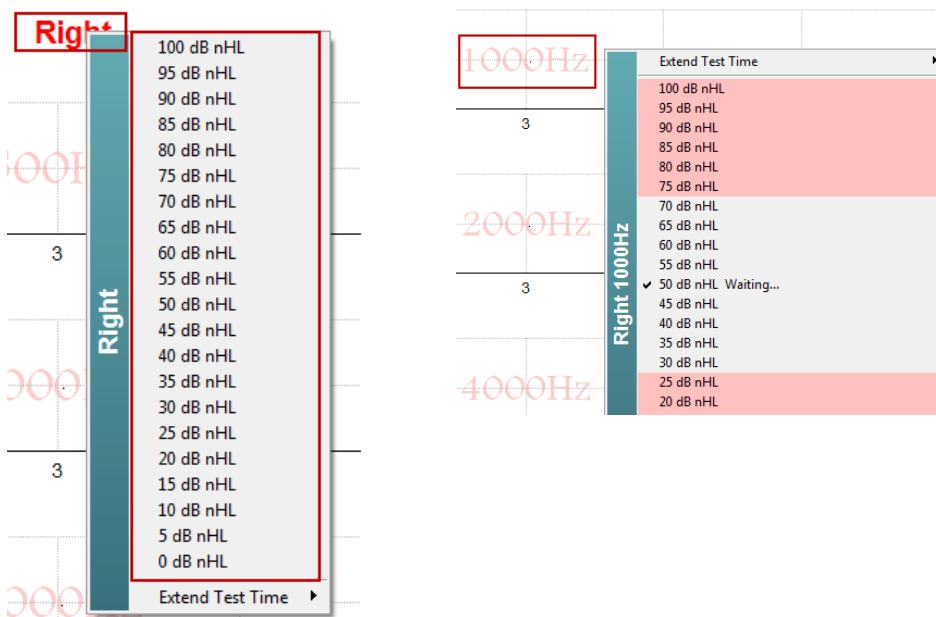 Right
100 dB nHL
95 dB nHL
90 dB nHL
85 dB nHL
80 dB nHL
75 dB nHL
70 dB nHL
65 dB nHL
60 dB nHL
55 dB nHL
50 dB nHL
45 dB nHL
40 dB nHL
35 dB nHL
30 dB nHL
25 dB nHL
20 dB nHL
15 dB nHL
10 dB nHL
5 dB nHL
0 dB nHL
Extend Test Time
Right
3
3
1000Hz
3
2000Hz
3
4000Hz
Right 1000Hz
Extend Test Time
100 dB nHL
95 dB nHL
90 dB nHL
85 dB nHL
80 dB nHL
75 dB nHL
70 dB nHL
65 dB nHL
60 dB nHL
55 dB nHL
50 dB nHL Waiting...
45 dB nHL
40 dB nHL
35 dB nHL
30 dB nHL
25 dB nHL
20 dB nHL